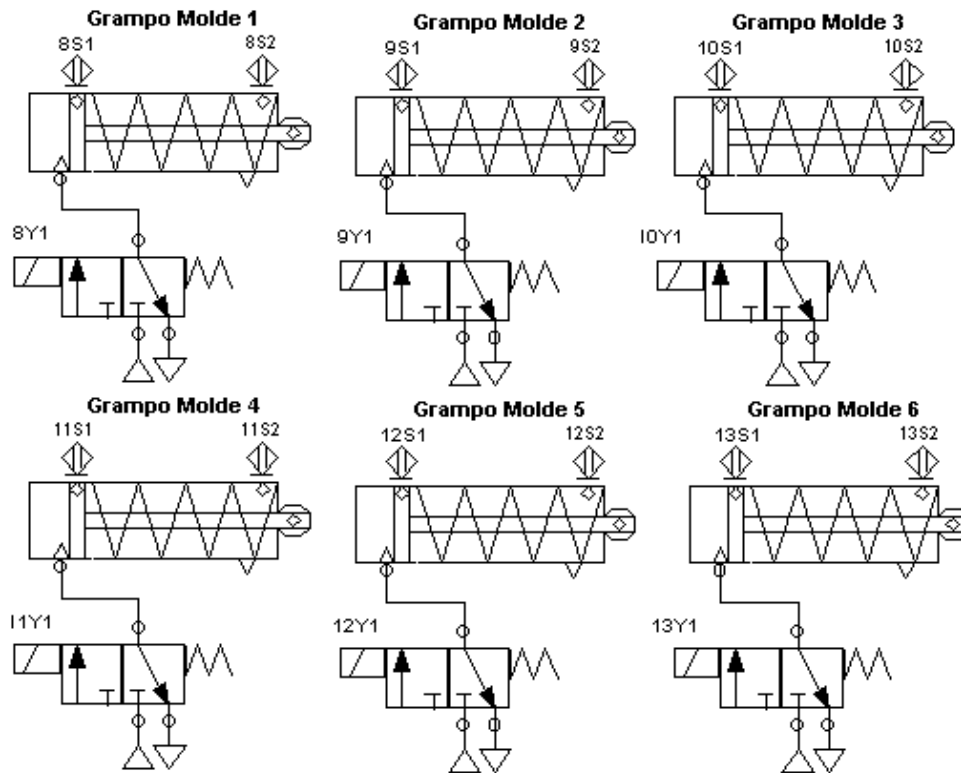 Grampo Molde 1
8S1 8S2
8Y1
Grampo Molde 2
9S1 9S2
9Y1
Grampo Molde 3
10S1 10S2
I0Y1
Grampo Molde 4
11S1 11S2
I1Y1
Grampo Molde 5
12S1 12S2
12Y1
Grampo Molde 6
13S1 13S2
13Y1